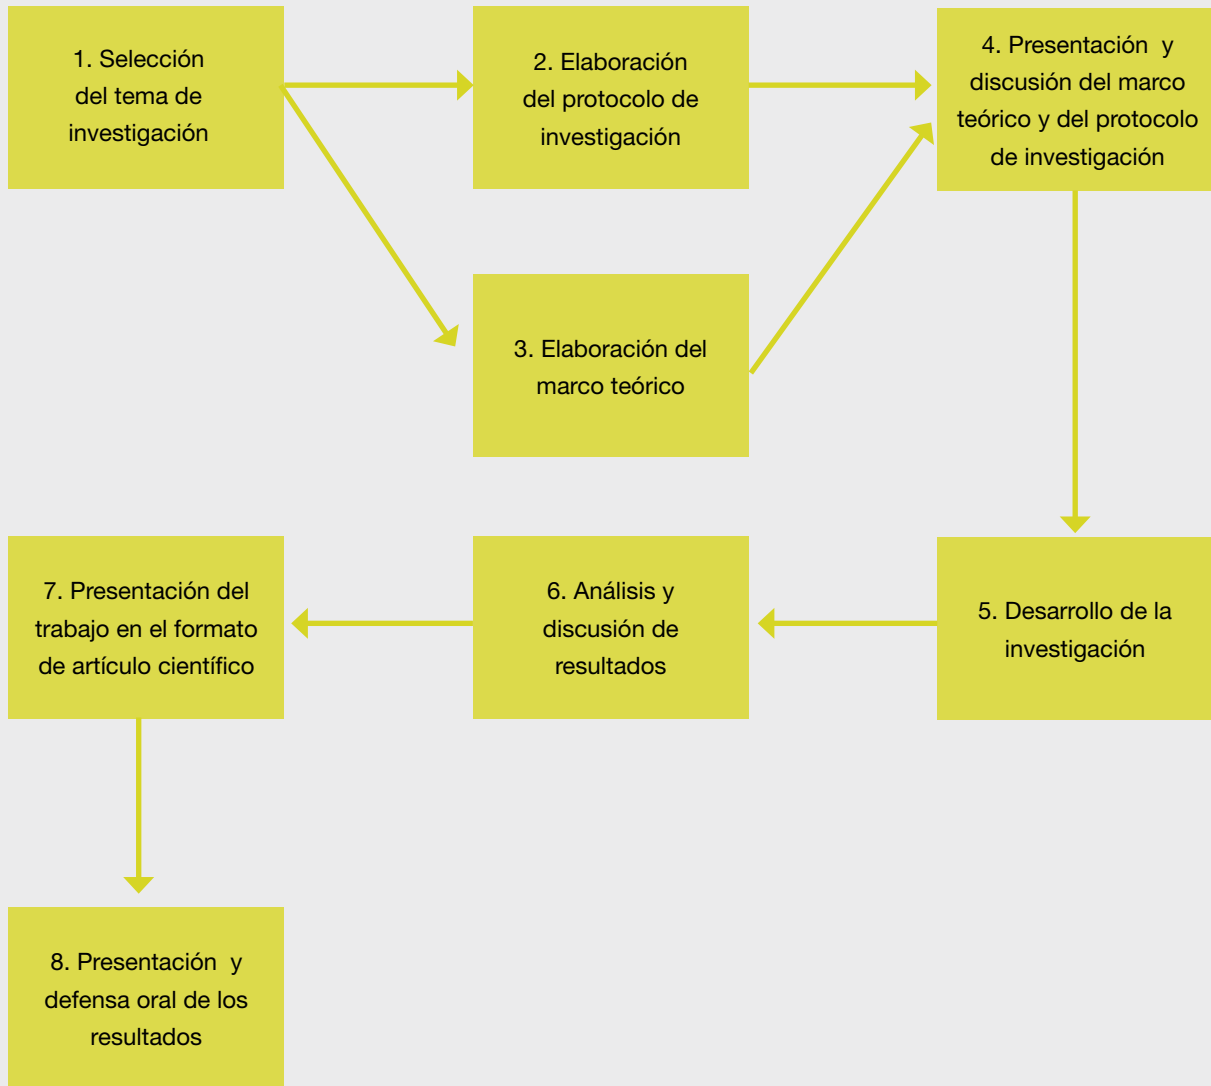 1. Selección
del tema de
investigación
2. Elaboración
del protocolo de
investigación
4. Presentación y
discusión del marco
teórico y del protocolo
de investigación
3. Elaboración del
marco teórico
7. Presentación del
trabajo en el formato
de artículo científico
6. Análisis y
discusión de
resultados
5. Desarrollo de la
investigación
8. Presentación y
defensa oral de los
resultados